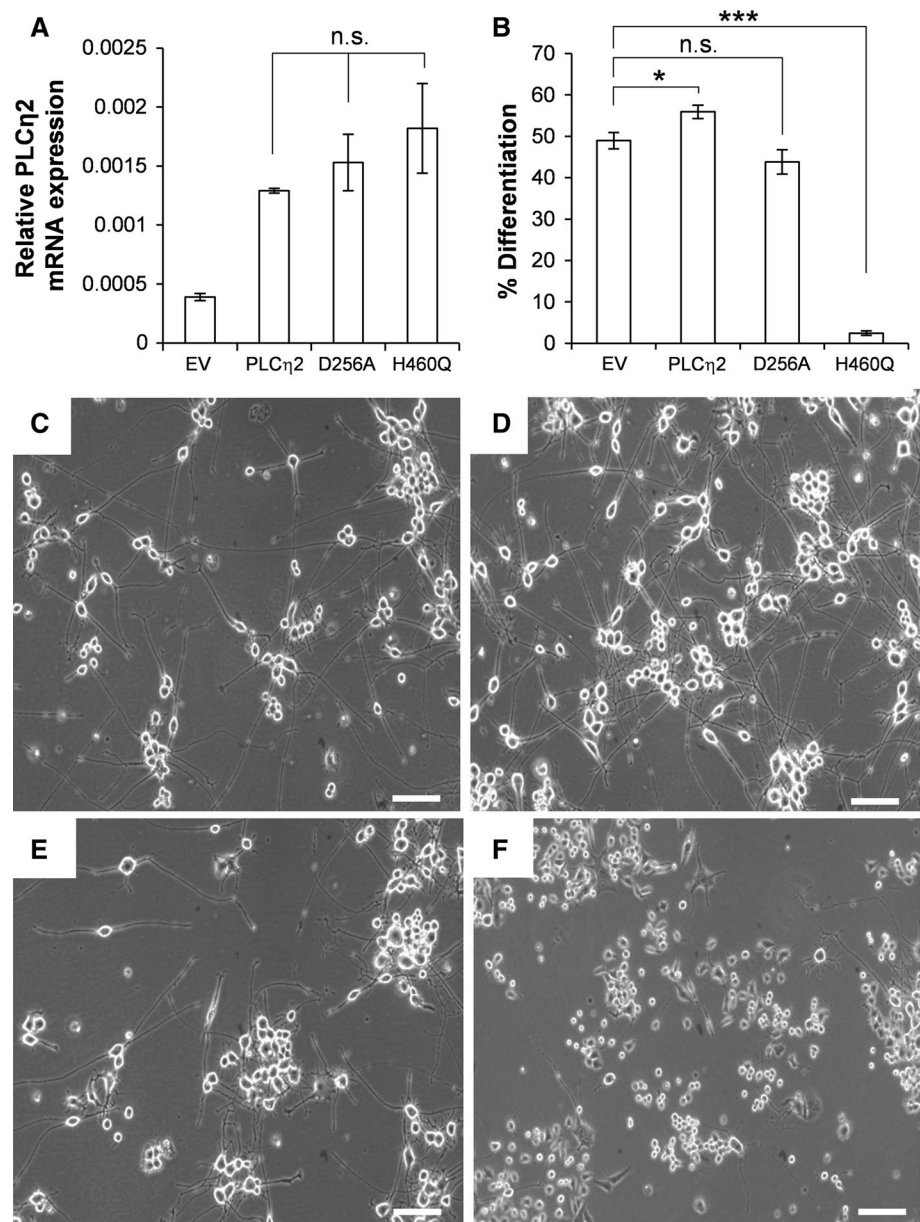 A
B
n.s.
***
n.s.
*
Relative PLCη2
mRNA expression
0.0025
0.002
0.0015
0.001
0.0005
0
EV
PLCη2
D256A
H460Q
% Differentiation
70
60
50
40
30
20
10
0
EV
PLCη2
D256A
H460Q
C
D
E
F